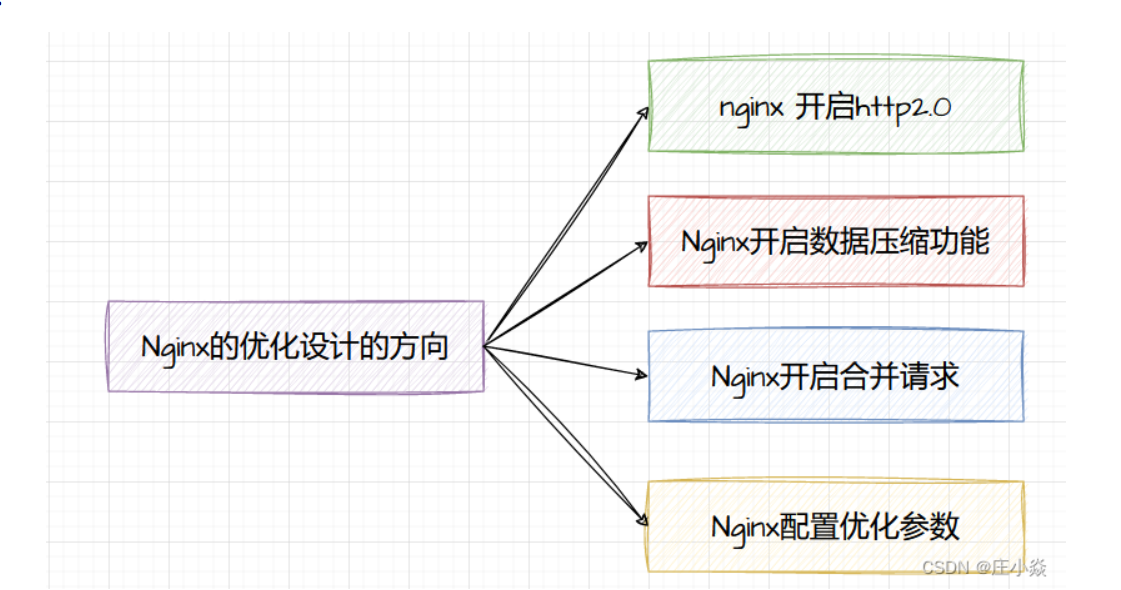 nginx 开启http2.0
Nginx开启数据压缩功能
Nginx的优化设计的方向
Nginx开启合并请求
Nginx配置优化参数
CSDN @庄小焱